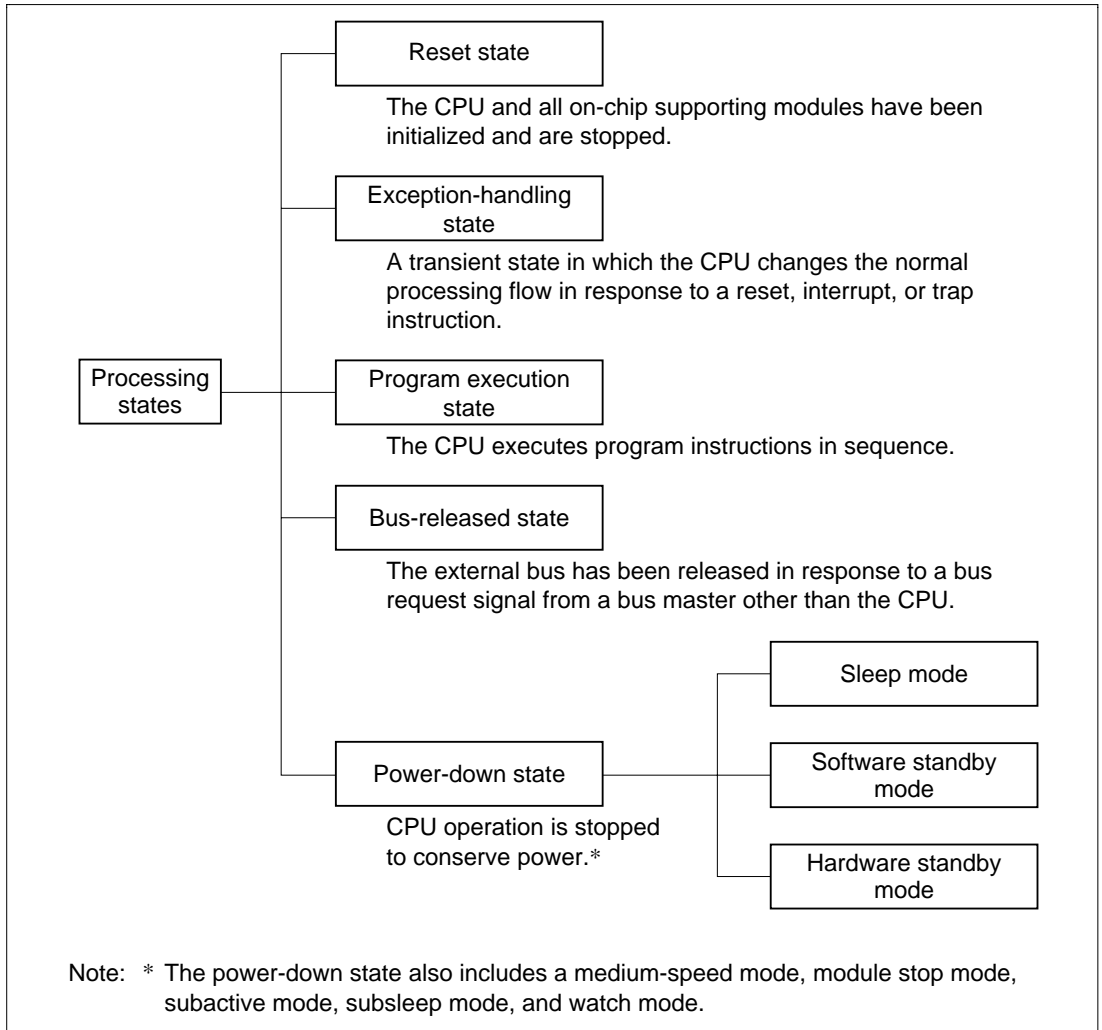 Reset state
The CPU and all on-chip supporting modules have been
initialized and are stopped.
Exception-handling
state
A transient state in which the CPU changes the normal
processing flow in response to a reset, interrupt, or trap
instruction.
Processing
states
Program execution
state
The CPU executes program instructions in sequence.
Bus-released state
The external bus has been released in response to a bus
request signal from a bus master other than the CPU.
Sleep mode
Power-down state
CPU operation is stopped
to conserve power.*
Software standby
mode
Hardware standby
mode
Note: * The power-down state also includes a medium-speed mode, module stop mode,
subactive mode, subsleep mode, and watch mode.